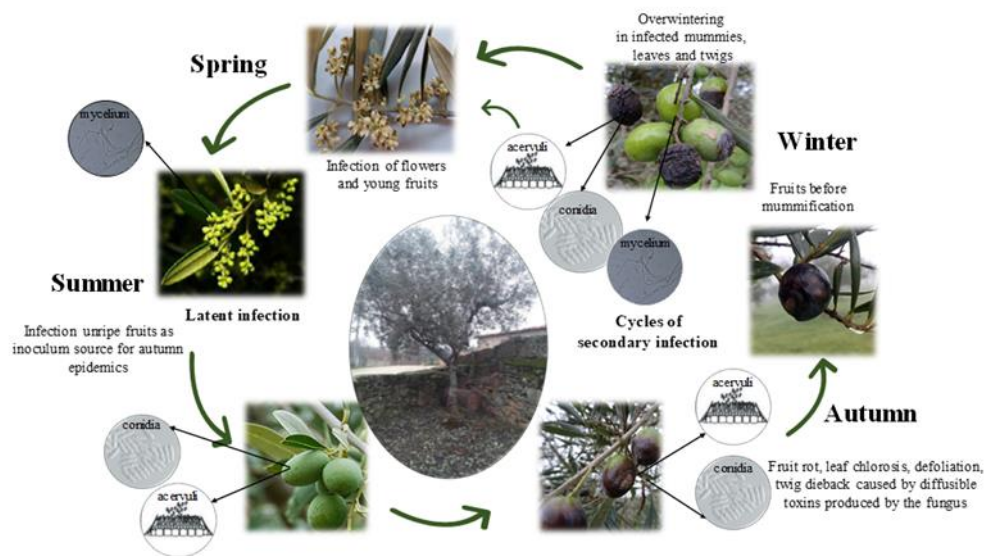 Overwintering
in infected mummies,
leaves and twigs
Spring
mycelium
Infection of flowers
and young fruits
acervuli
conidia
mycelium
Winter
Fruits before
mummification
Summer
Latent infection
Cycles of
secondary infection
Infection unripe fruits as
inoculum source for autumn
epidemics
conidia
acervuli
acervuli
conidia
Autumn
Fruit rot, leaf chlorosis, defoliation,
twig dieback caused by diffusible
toxins produced by the fungus